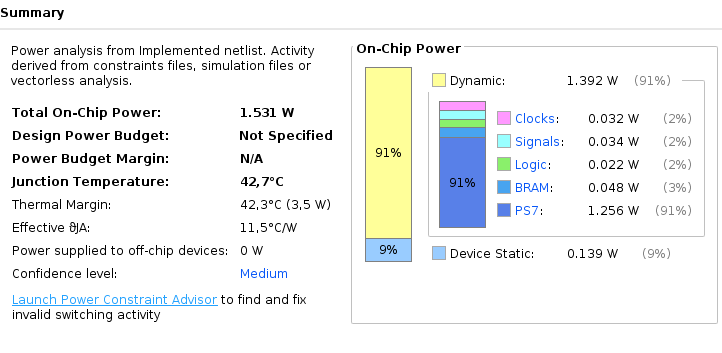 Summary
Power analysis from Implemented netlist. Activity
derived from constraints files, simulation files or
vectorless analysis.
Total On-Chip Power: 1.531 W
Design Power Budget: Not Specified
Power Budget Margin: N/A
Junction Temperature: 42,7°C
Thermal Margin: 42,3°C (3,5 W)
Effective ϑJA: 11,5°C/W
Power supplied to off-chip devices: 0 W
Confidence level: Medium
Launch Power Constraint Advisor to find and fix
invalid switching activity
On-Chip Power
91%
9%
Dynamic: 1.392 W (91%)
91%
Clocks: 0.032 W (2%)
Signals: 0.034 W (2%)
Logic: 0.022 W (2%)
BRAM: 0.048 W (3%)
PS7: 1.256 W (91%)
Device Static: 0.139 W (9%)